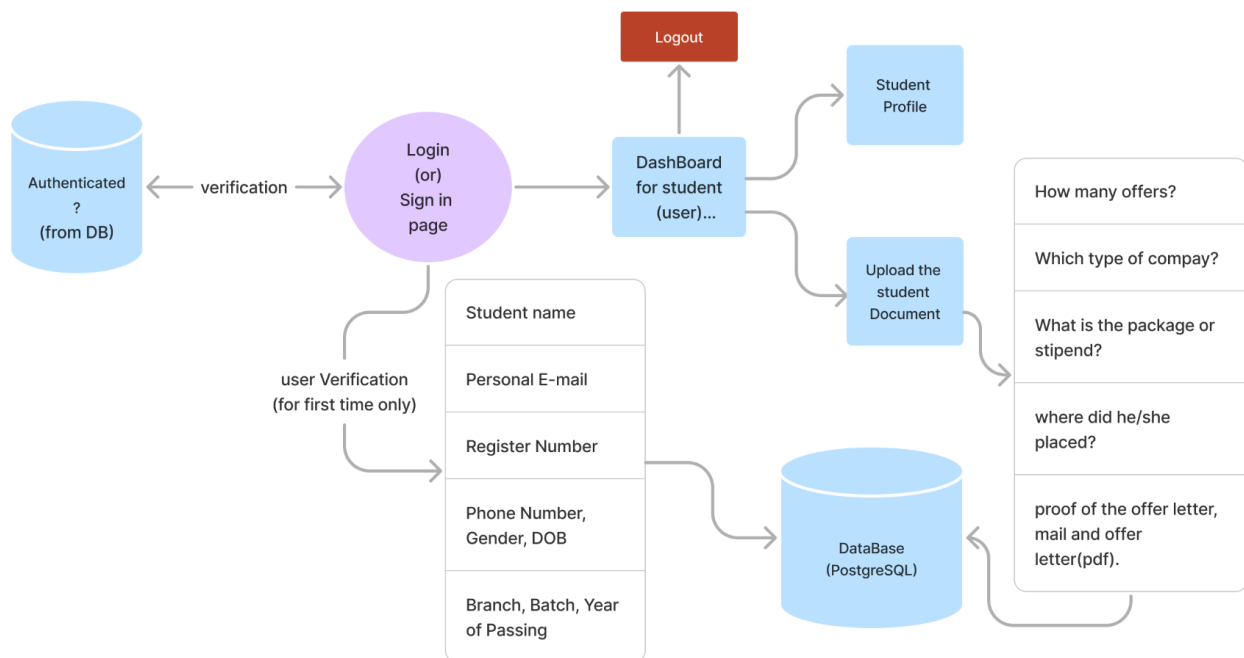 Logout
Student
Profile
Authenticated
?
(from DB)
verification
Login
(or)
Sign in
page
DashBoard
for student
(user)...
How many offers?
Which type of compay?
Upload the
student
Document
What is the package or
stipend?
Student name
user Verification
(for first time only)
Personal E-mail
Register Number
Phone Number,
Gender, DOB
Branch, Batch, Year
of Passing
where did he/she
placed?
proof of the offer letter,
mail and offer
letter(pdf).
DataBase
(PostgreSQL)